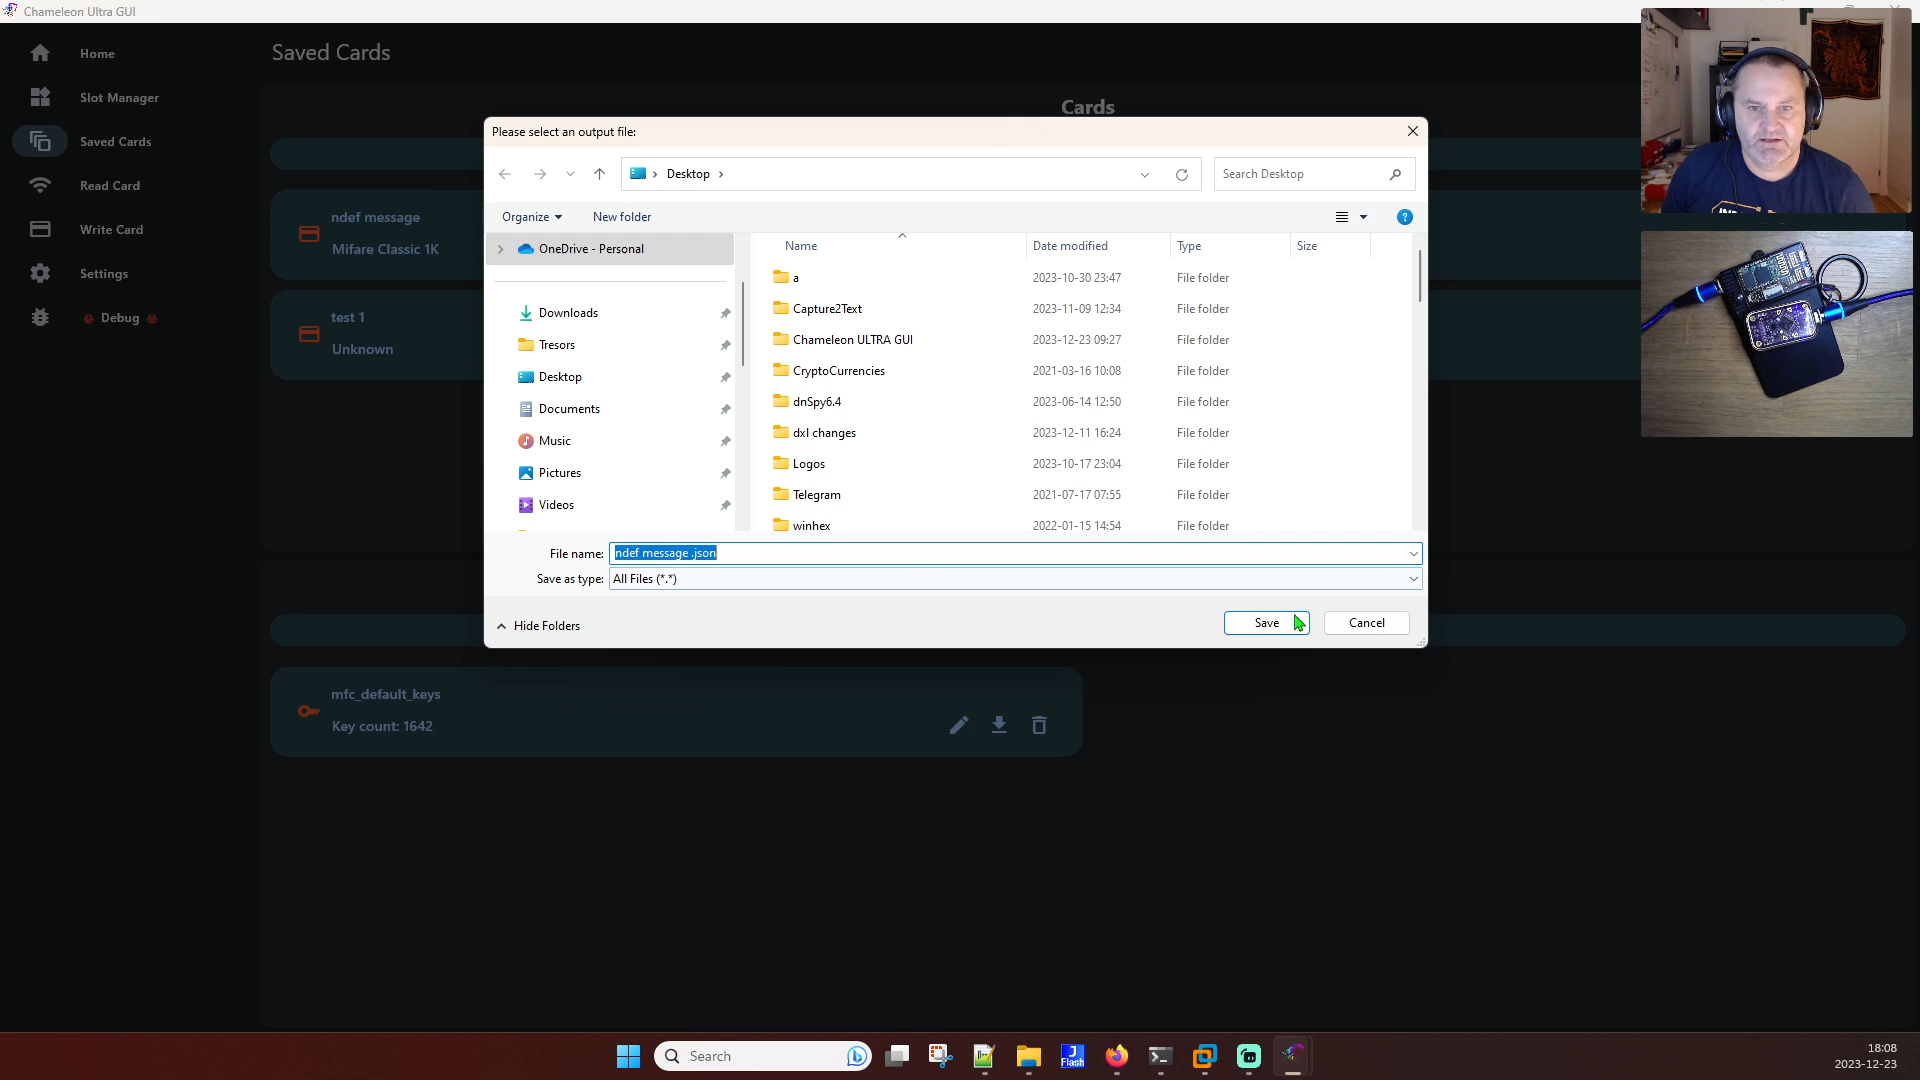 Chameleon Ultra GUI
Home
Slot Manager
Saved Cards
Read Card
Write Card
Settings
Debug
Saved Cards
Cards
ndef message
Mifare Classic 1K
test 1
Unknown
mfc_default_keys
Key count: 1642
Please select an output file:
Desktop
Search Desktop
Organize
New folder
OneDrive - Personal
Downloads
Tresors
Desktop
Documents
Music
Pictures
Videos
Name Date modified Type Size
a 2023-10-30 23:47 File folder
Capture2Text 2023-11-09 12:34 File folder
Chameleon ULTRA GUI 2023-12-23 09:27 File folder
CryptoCurrencies 2021-03-16 10:08 File folder
dnSpy6.4 2023-06-14 12:50 File folder
dxl changes 2023-12-11 16:24 File folder
Logos 2023-10-17 23:04 File folder
Telegram 2021-07-17 07:55 File folder
winhex 2022-01-15 14:54 File folder
File name: ndef message .json
Save as type: All Files (*.*)
Hide Folders
Save
Cancel
Search
J
Flash
18:08
2023-12-23